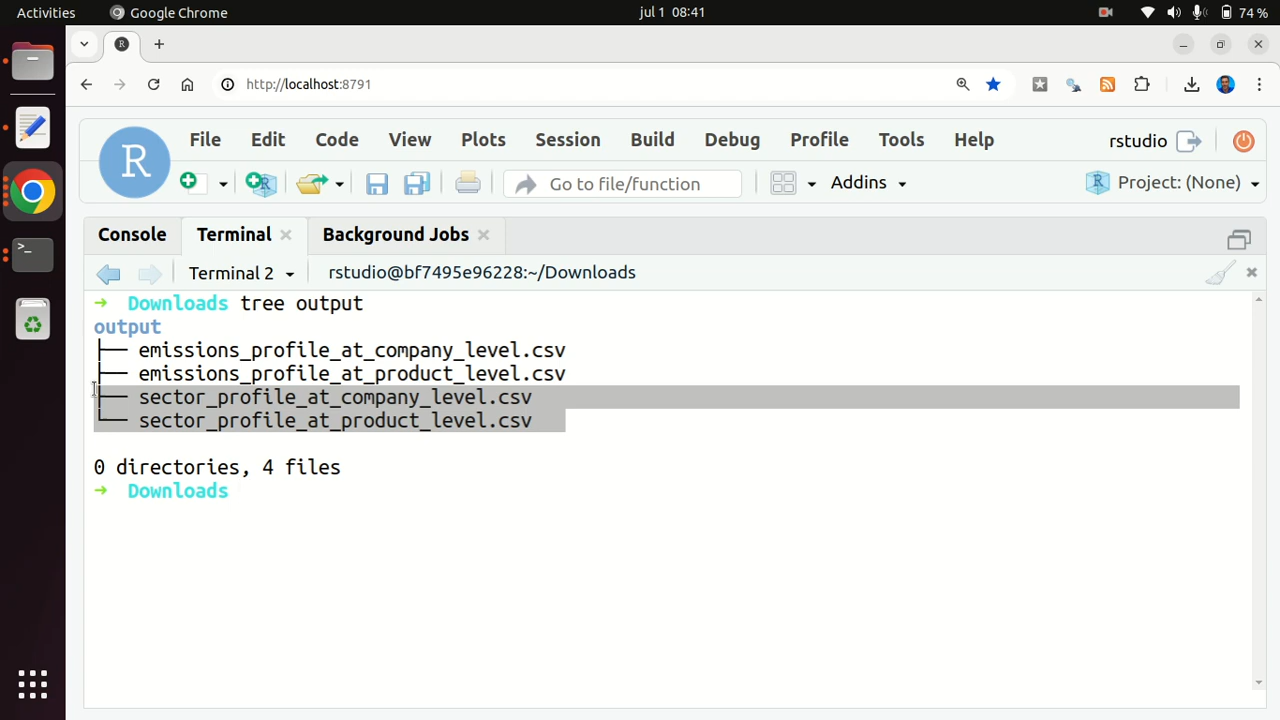 Activities Google Chrome jul 1 08:41 74 %
R
http://localhost:8791
R File Edit Code View Plots Session Build Debug Profile Tools Help rstudio
Go to file/function Addins R Project: (None)
Console Terminal Background Jobs
Terminal 2 rstudio@bf7495e96228:~/Downloads
→ Downloads tree output
output
├── emissions_profile_at_company_level.csv
├── emissions_profile_at_product_level.csv
├── sector_profile_at_company_level.csv
└── sector_profile_at_product_level.csv
0 directories, 4 files
→ Downloads